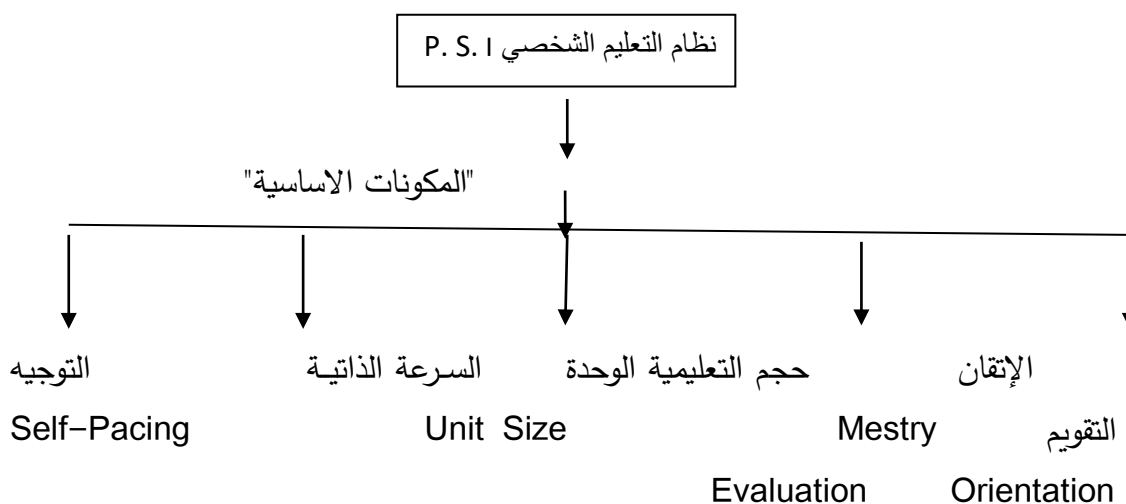 نظام التعليم الشخصي P. S. I
"المكونات الاساسية"
التوجيه السرعة الذاتيـة حجم التعليمية الوحدة الإتقان
Self–Pacing Unit Size Mestry التقويم
Evaluation Orientation